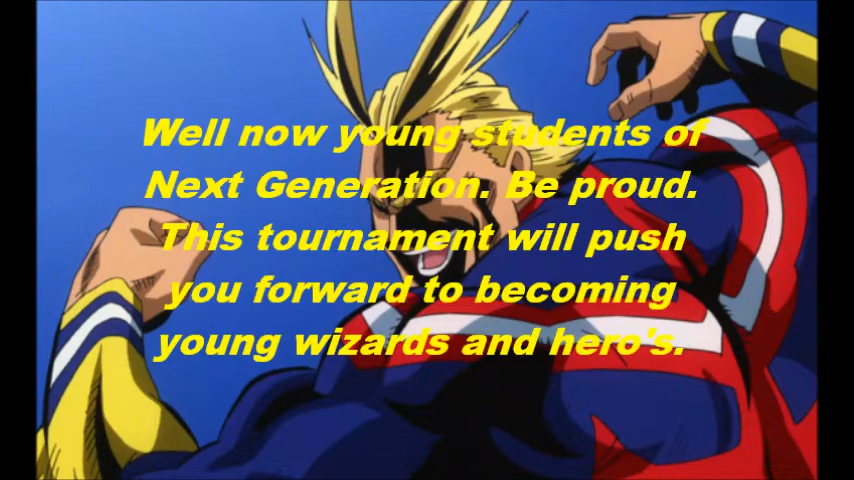 Well now young students of
Next Generation. Be proud.
This tournament will push
you forward to becoming
young wizards and hero's.